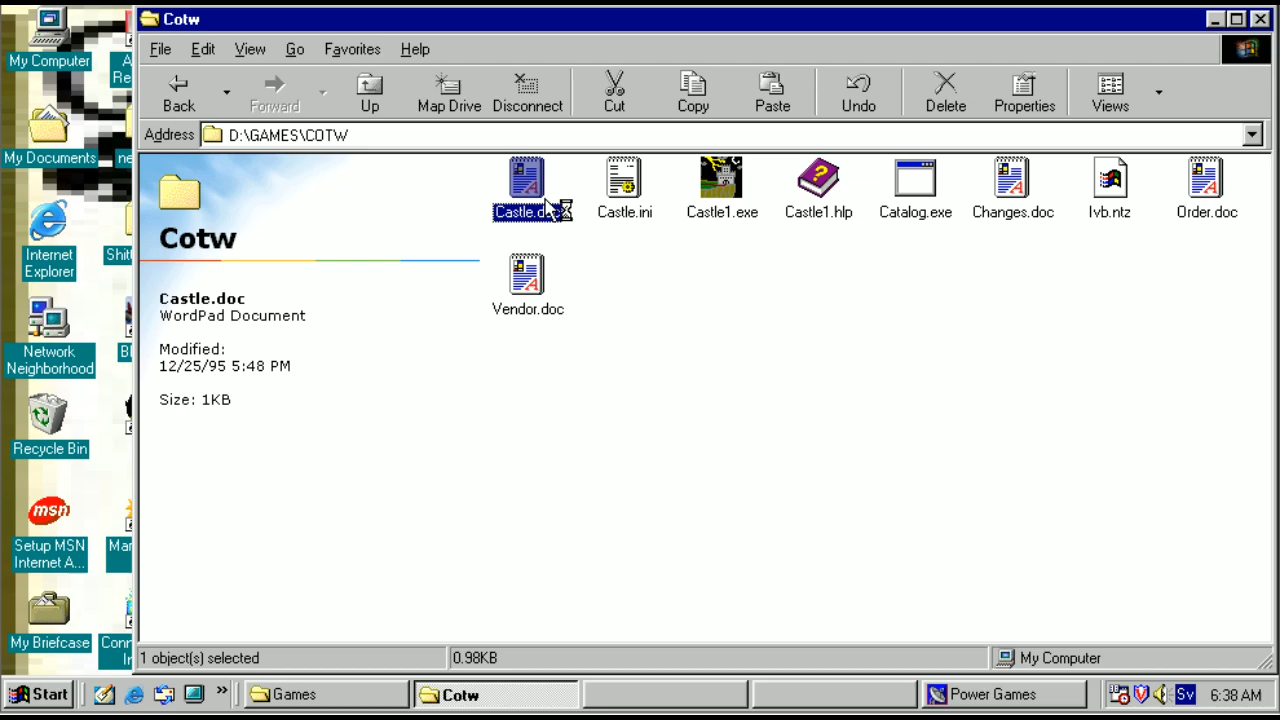 Cotw
File Edit View Go Favorites Help
Back Forward Up Map Drive Disconnect Cut Copy Paste Undo Delete Properties Views
Address D:\GAMES\COTW
Cotw
Castle.doc
WordPad Document
Modified:
12/25/95 5:48 PM
Size: 1KB
Castle.ini Castle1.exe Castle1.hlp Catalog.exe Changes.doc Ivb.ntz Order.doc
Vendor.doc
My Computer
My Documents
Internet
Explorer
Network
Neighborhood
Recycle Bin
msn
Setup MSN
Internet A...
My Briefcase
1 object(s) selected 0.98KB My Computer
Start Games Cotw Power Games Sv 6:38 AM